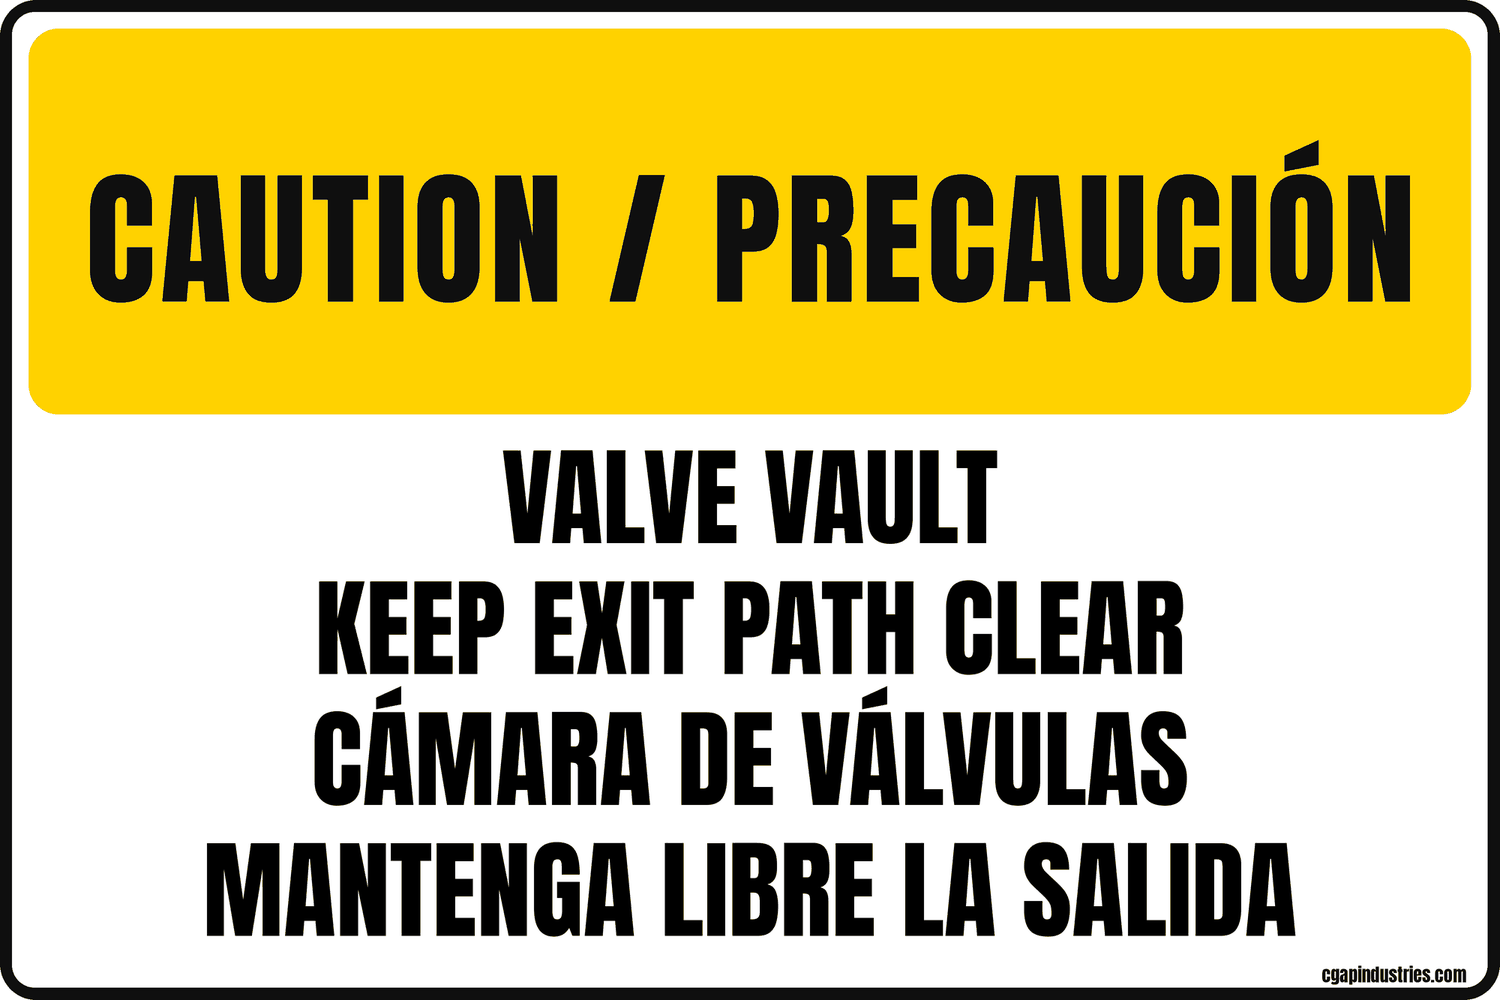 CAUTION / PRECAUCIÓN
VALVE VAULT
KEEP EXIT PATH CLEAR
CÁMARA DE VÁLVULAS
MANTENGA LIBRE LA SALIDA
cgapindustries.com